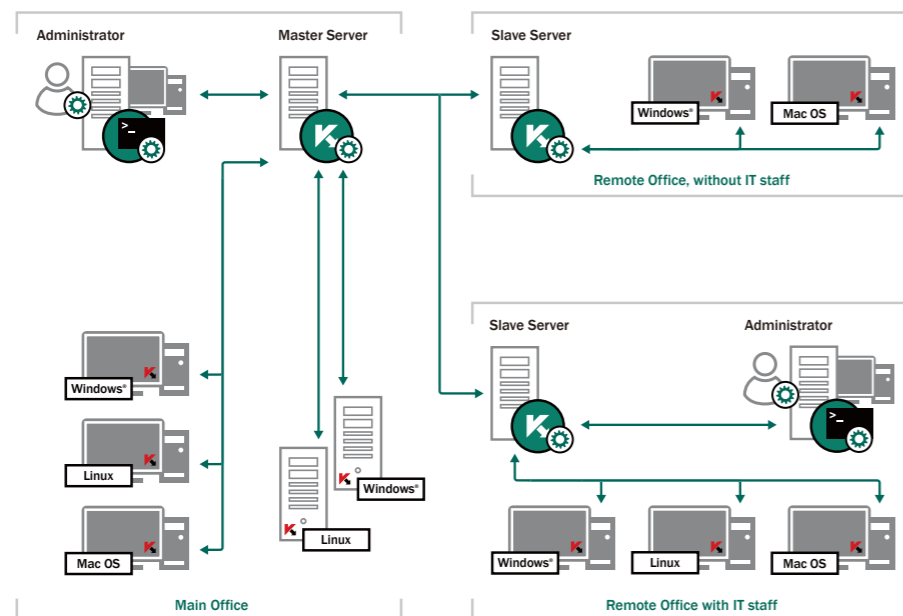 Administrator
Master Server
>_
Windows®
Linux
Mac OS
Windows®
Linux
Main Office
Slave Server
Windows®
Mac OS
Remote Office, without IT staff
Slave Server
Administrator
>_
Windows®
Linux
Mac OS
Remote Office with IT staff